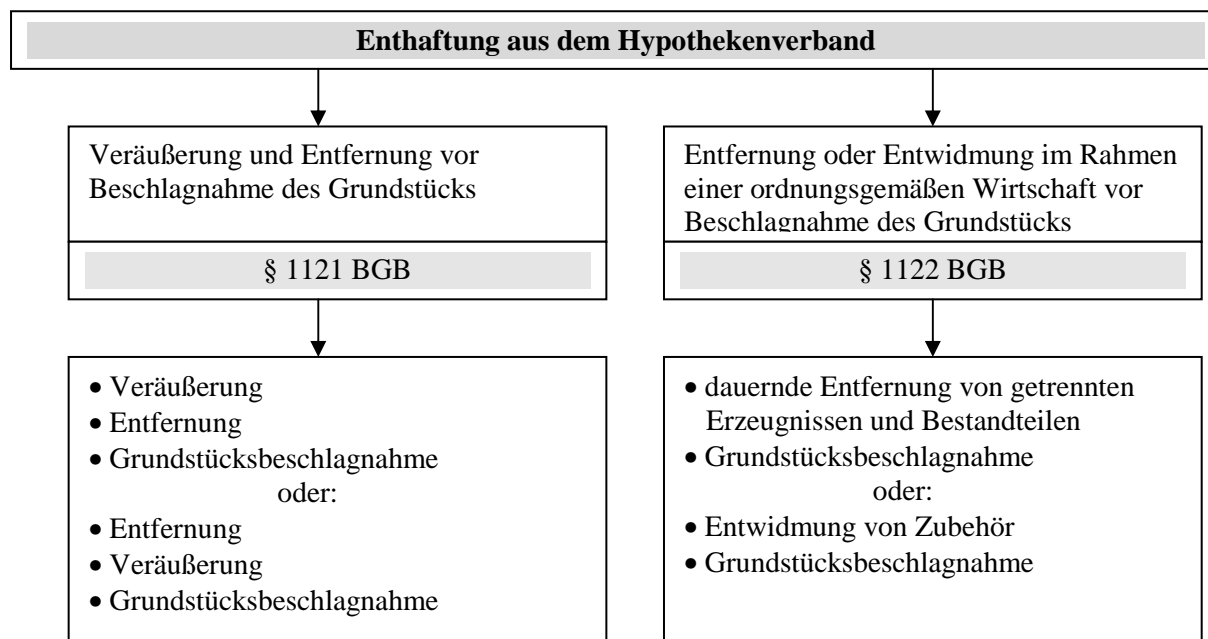 Enthaftung aus dem Hypothekenverband
Veräußerung und Entfernung vor
Beschlagnahme des Grundstücks
§ 1121 BGB
• Veräußerung
• Entfernung
• Grundstücksbeschlagnahme
oder:
• Entfernung
• Veräußerung
• Grundstücksbeschlagnahme
Entfernung oder Entwidmung im Rahmen
einer ordnungsgemäßen Wirtschaft vor
Beschlagnahme des Grundstücks
§ 1122 BGB
• dauernde Entfernung von getrennten
Erzeugnissen und Bestandteilen
• Grundstücksbeschlagnahme
oder:
• Entwidmung von Zubehör
• Grundstücksbeschlagnahme